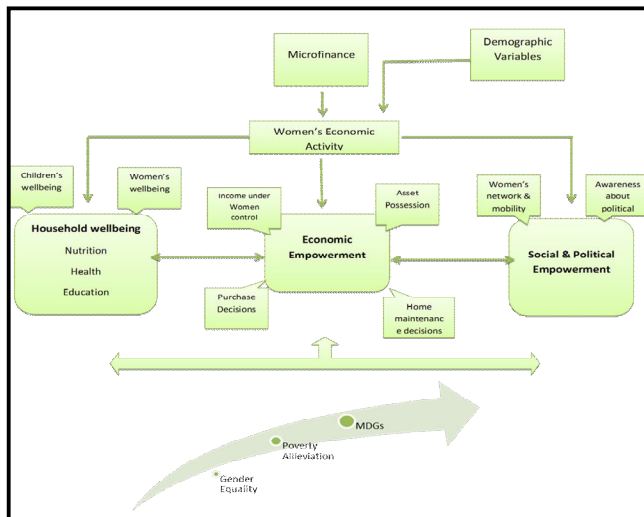 Microfinance
Demographic
Variables
Women's Economic
Activity
Children's
wellbeing
Women's
wellbeing
Income under
Women
control
Asset
Possession
Women's
network &
mobility
Awareness
about
political
Household wellbeing
Nutrition
Health
Education
Economic
Empowerment
Social & Political
Empowerment
Purchase
Decisions
Home
maintenanc
e decisions
MDGs
Poverty
Alleviation
Gender
Equality